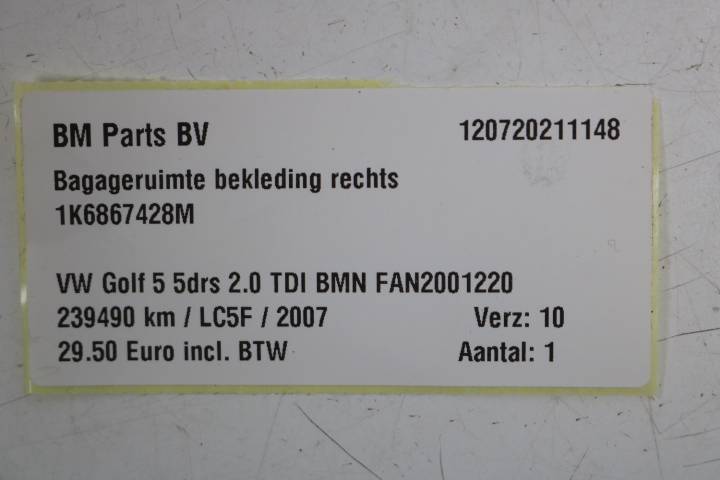 BM Parts BV 120720211148
Bagageruimte bekleding rechts
1K6867428M
VW Golf 5 5drs 2.0 TDI BMN FAN2001220
239490 km / LC5F / 2007 Verz: 10
29.50 Euro incl. BTW Aantal: 1